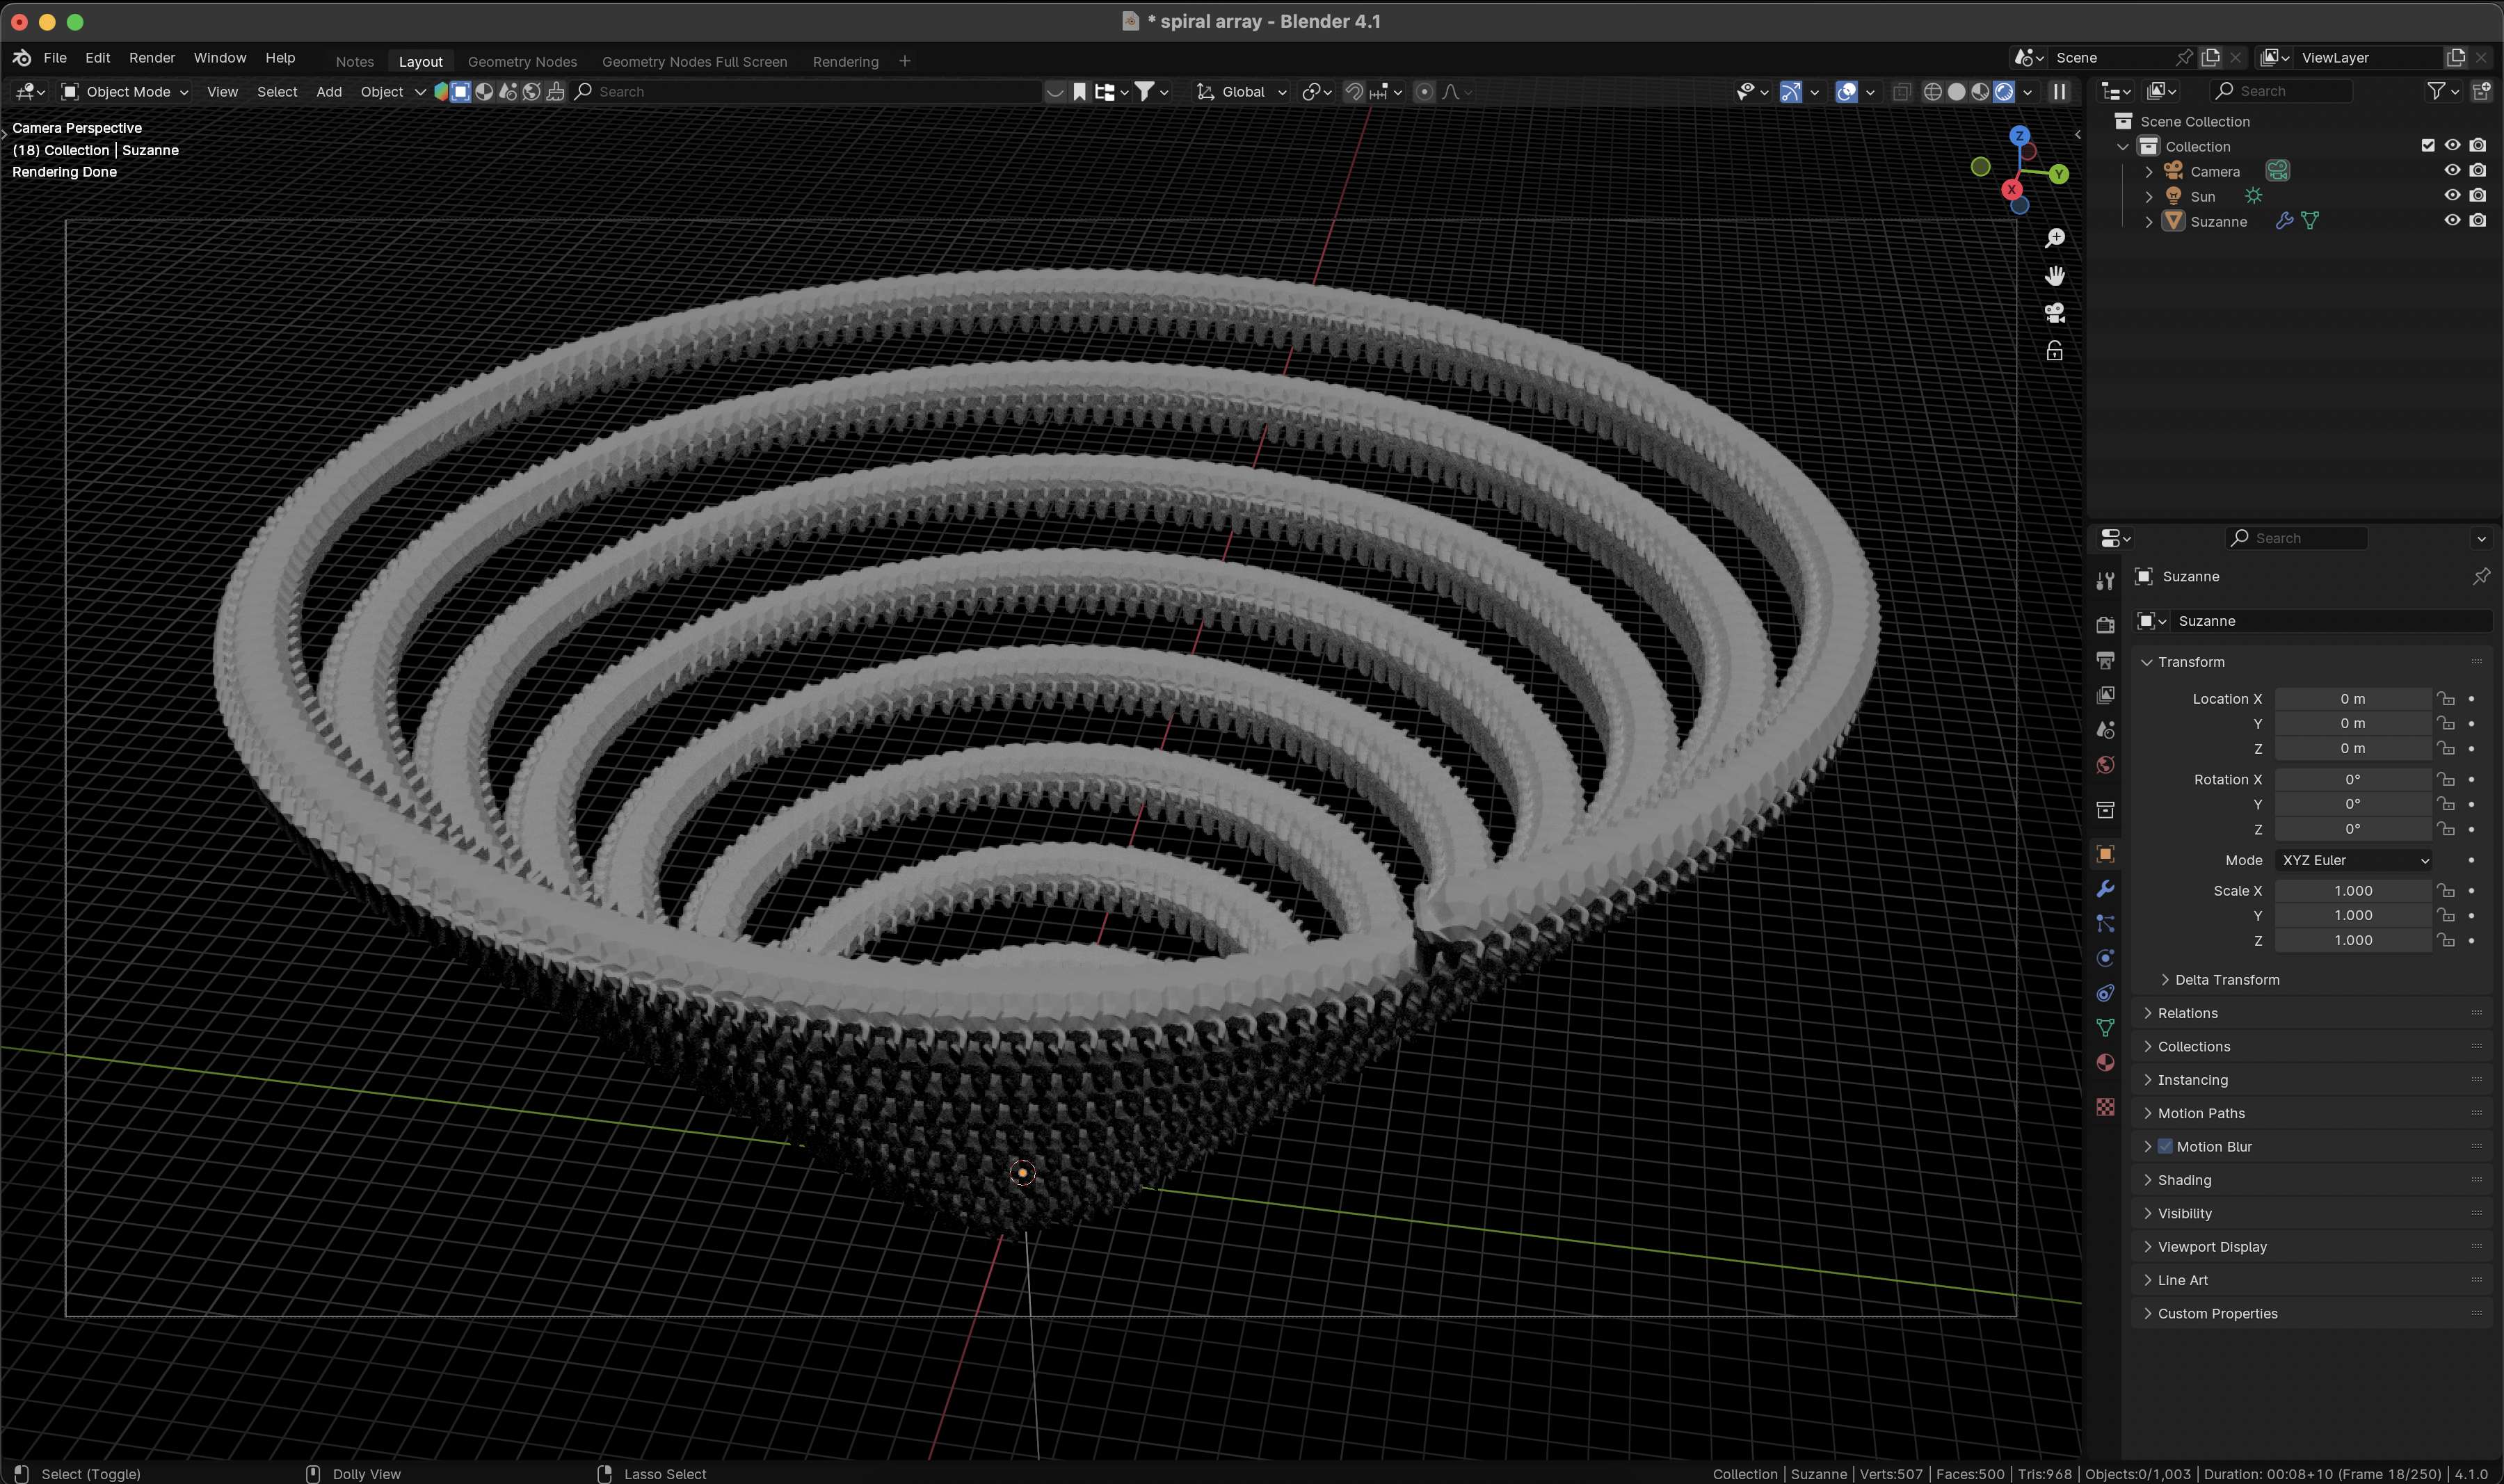 * spiral array - Blender 4.1
File Edit Render Window Help Notes Layout Geometry Nodes Geometry Nodes Full Screen Rendering + Scene ViewLayer
Object Mode View Select Add Object Search Global Search
Camera Perspective
(18) Collection | Suzanne
Rendering Done
Z
Y
X
Scene Collection
Collection
Camera
Sun
Suzanne
Search
Suzanne
Suzanne
Transform
Location X 0 m
Y 0 m
Z 0 m
Rotation X 0°
Y 0°
Z 0°
Mode XYZ Euler
Scale X 1.000
Y 1.000
Z 1.000
Delta Transform
Relations
Collections
Instancing
Motion Paths
Motion Blur
Shading
Visibility
Viewport Display
Line Art
Custom Properties
Select (Toggle) Dolly View Lasso Select Collection | Suzanne | Verts:507 | Faces:500 | Tris:968 | Objects:0/1,003 | Duration: 00:08+10 (Frame 18/250) | 4.1.0